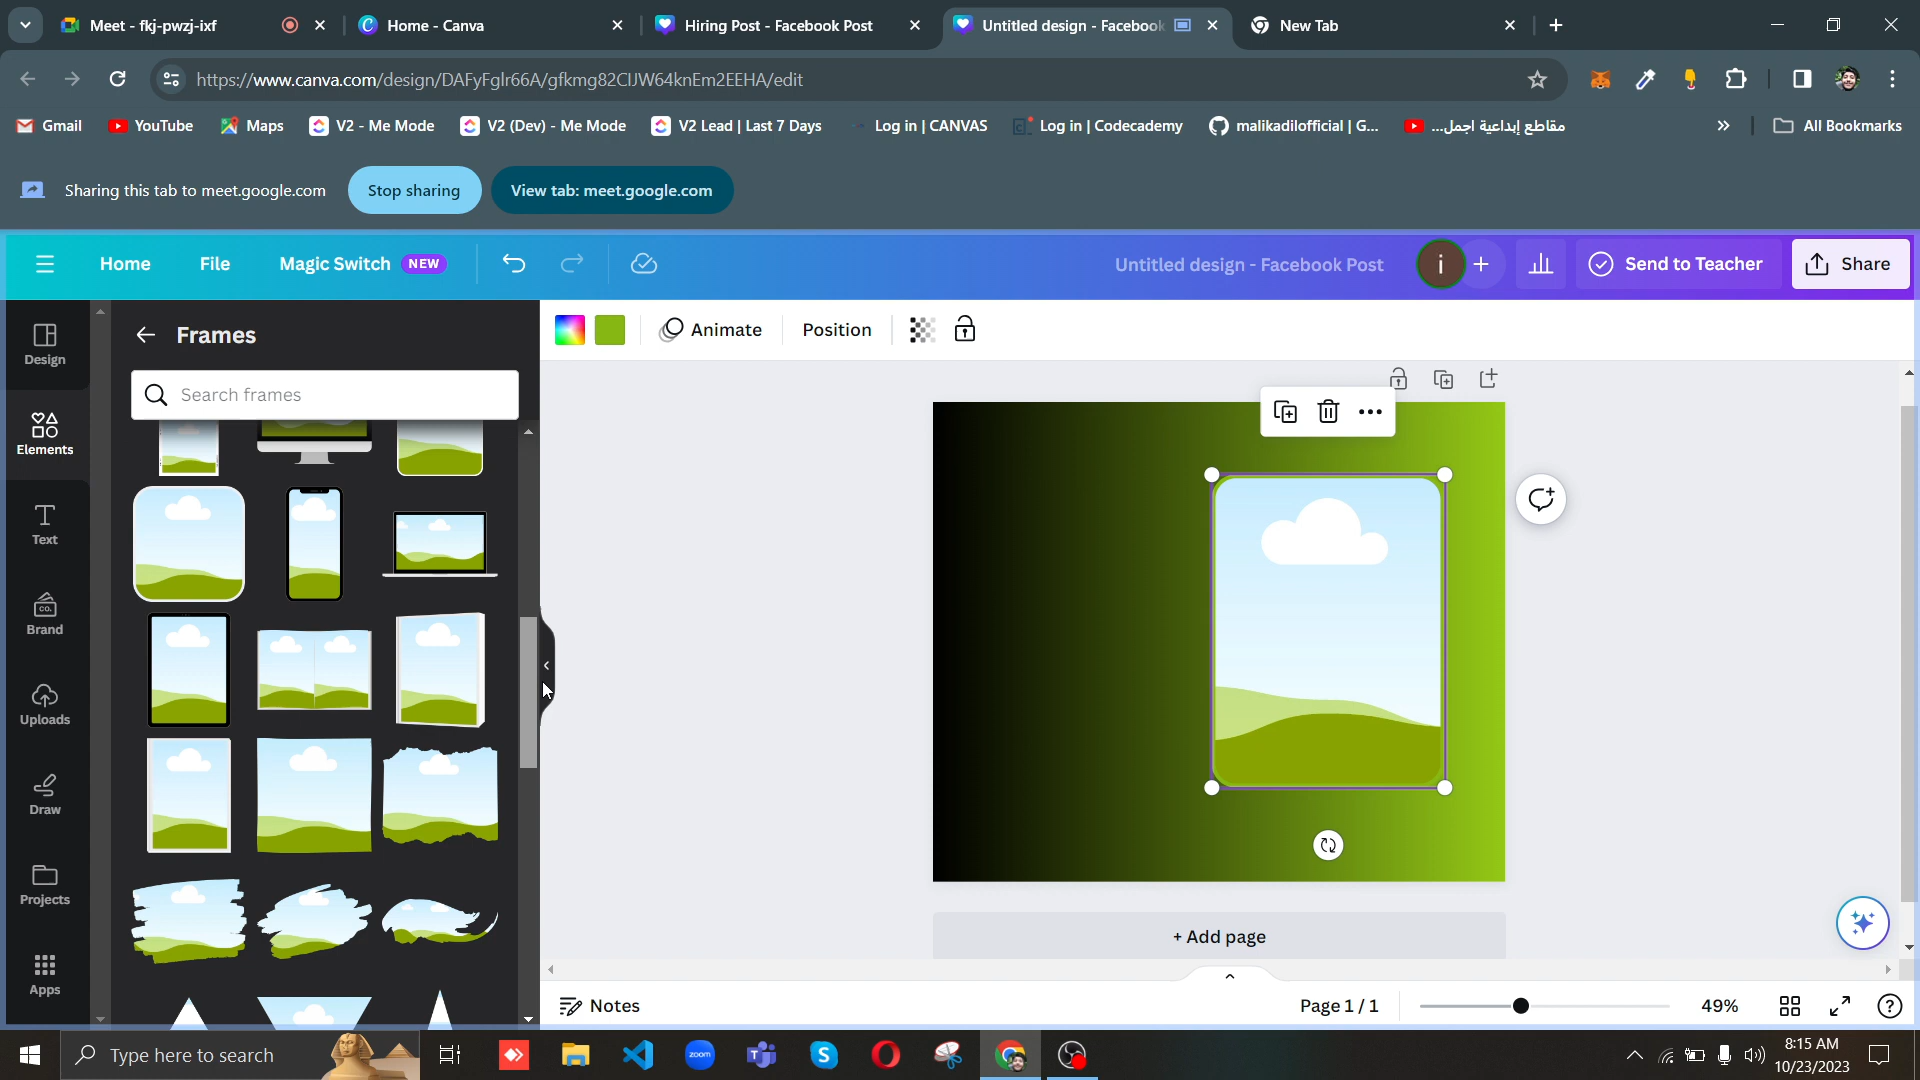 Meet - fkj-pwzj-ixf
Home - Canva
Hiring Post - Facebook Post
Untitled design - Facebook
New Tab
https://www.canva.com/design/DAFyFglr66A/gfkmg82CIJW64knEm2EEHA/edit
Gmail
YouTube
Maps
V2 - Me Mode
V2 (Dev) - Me Mode
V2 Lead | Last 7 Days
Log in | CANVAS
Log in | Codecademy
malikadilofficial | G...
مقاطع إبداعية اجمل...
All Bookmarks
Sharing this tab to meet.google.com
Stop sharing
View tab: meet.google.com
Home
File
Magic Switch
NEW
Untitled design - Facebook Post
i
Send to Teacher
Share
Design
Elements
Text
Brand
CO.
Uploads
Draw
Projects
Apps
Frames
Search frames
Animate
Position
+ Add page
Notes
Page 1 / 1
49%
Type here to search
zoom
8:15 AM
10/23/2023